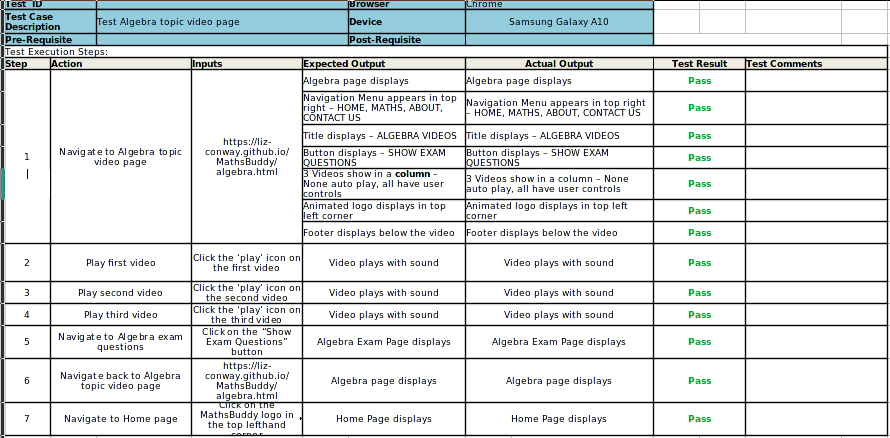 Test ID Browser Chrome
Test Case Description Test Algebra topic video page Device Samsung Galaxy A10
Pre-Requisite Post-Requisite
Test Execution Steps:
Step Action Inputs Expected Output Actual Output Test Result Test Comments
1
Navigate to Algebra topic
video page
https://liz-
conway.github.io/
MathsBuddy/
algebra.html
Algebra page displays Algebra page displays Pass
Navigation Menu appears in top
right – HOME, MATHS, ABOUT,
CONTACT US
Navigation Menu appears in top right
– HOME, MATHS, ABOUT, CONTACT US
Pass
Title displays – ALGEBRA VIDEOS Title displays – ALGEBRA VIDEOS Pass
Button displays – SHOW EXAM
QUESTIONS
Button displays – SHOW EXAM
QUESTIONS
Pass
3 Videos show in a column –
None auto play, all have user
controls
3 Videos show in a column – None
auto play, all have user controls
Pass
Animated logo displays in top
left corner
Animated logo displays in top left
corner
Pass
Footer displays below the video Footer displays below the video Pass
2 Play first video
Click the ‘play’ icon on
the first video
Video plays with sound Video plays with sound Pass
3 Play second video
Click the ‘play’ icon on
the second video
Video plays with sound Video plays with sound Pass
4 Play third video
Click the ‘play’ icon on
the third video
Video plays with sound Video plays with sound Pass
5
Navigate to Algebra exam
questions
Click on the “Show
Exam Questions”
button
Algebra Exam Page displays Algebra Exam Page displays Pass
6
Navigate back to Algebra
topic video page
https://liz-
conway.github.io/
MathsBuddy/
algebra.html
Algebra page displays Algebra page displays Pass
7 Navigate to Home page
Click on the
MathsBuddy logo in
the top lefthand
corner
Home Page displays Home Page displays Pass